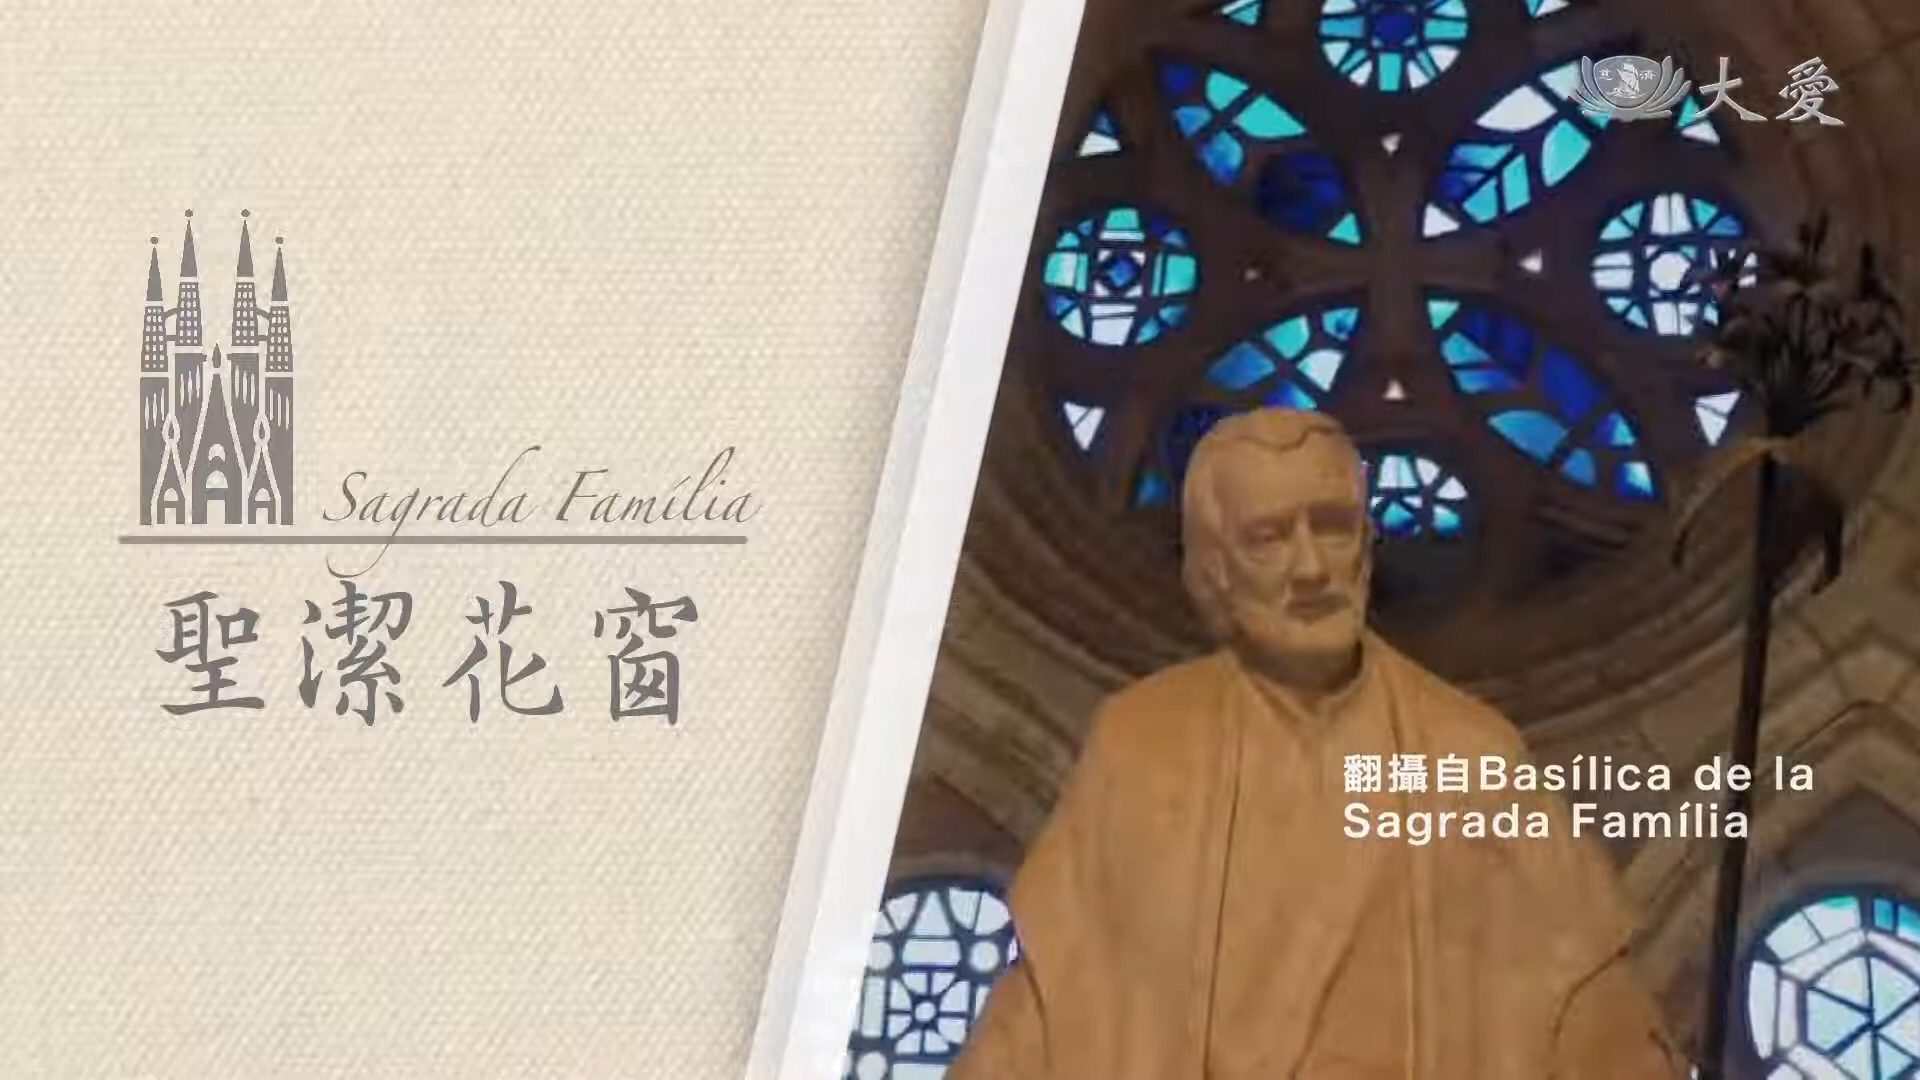 大愛
Sagrada Família
聖潔花窗
翻攝自Basílica de la
Sagrada Família